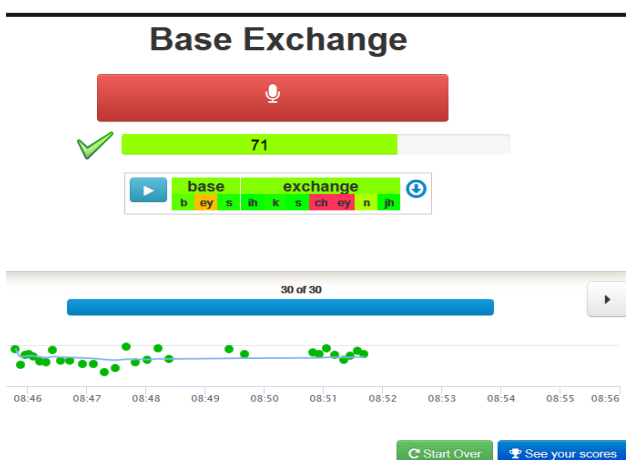 Base Exchange
71
base exchange
b ey s ih k s ch ey n jh
30 of 30
08:46 08:47 08:48 08:49 08:50 08:51 08:52 08:53 08:54 08:55 08:56
Start Over See your scores